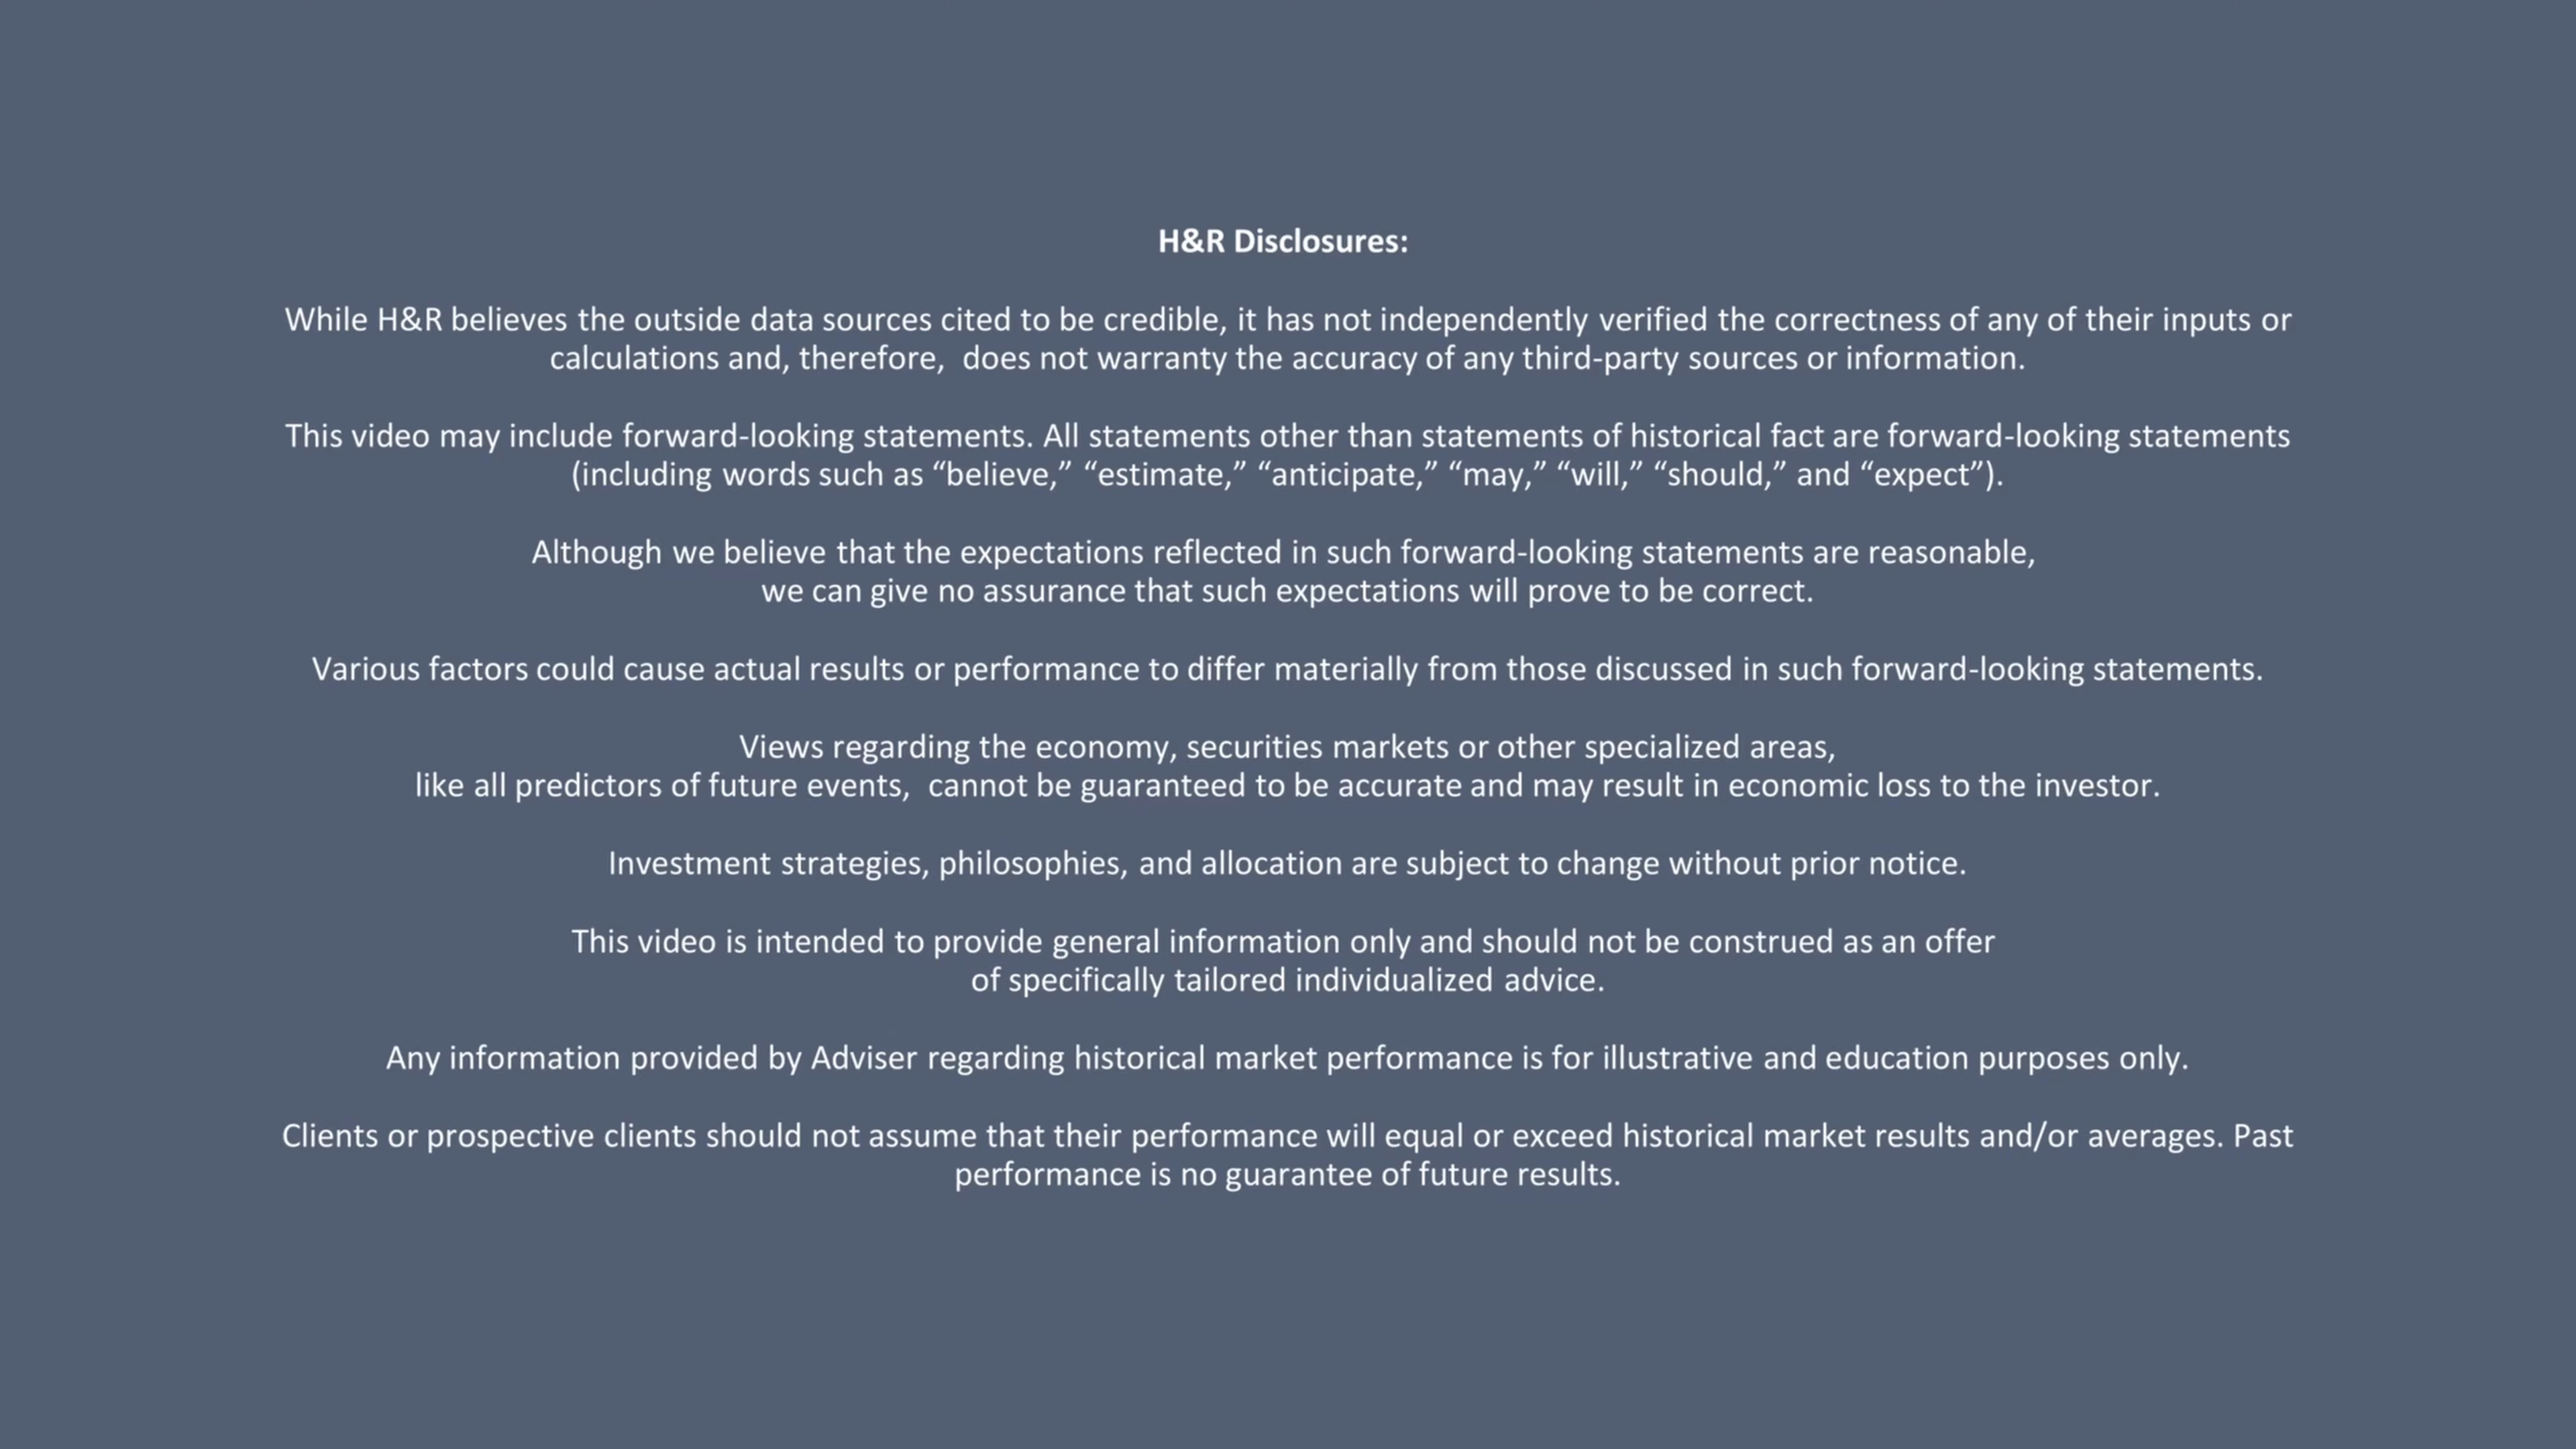 H&R Disclosures:
While H&R believes the outside data sources cited to be credible, it has not independently verified the correctness of any of their inputs or
calculations and, therefore,  does not warranty the accuracy of any third-party sources or information.
This video may include forward-looking statements. All statements other than statements of historical fact are forward-looking statements
(including words such as “believe,” “estimate,” “anticipate,” “may,” “will,” “should,” and “expect”).
Although we believe that the expectations reflected in such forward-looking statements are reasonable,
we can give no assurance that such expectations will prove to be correct.
Various factors could cause actual results or performance to differ materially from those discussed in such forward-looking statements.
Views regarding the economy, securities markets or other specialized areas,
like all predictors of future events,  cannot be guaranteed to be accurate and may result in economic loss to the investor.
Investment strategies, philosophies, and allocation are subject to change without prior notice.
This video is intended to provide general information only and should not be construed as an offer
of specifically tailored individualized advice.
Any information provided by Adviser regarding historical market performance is for illustrative and education purposes only.
Clients or prospective clients should not assume that their performance will equal or exceed historical market results and/or averages. Past
performance is no guarantee of future results.